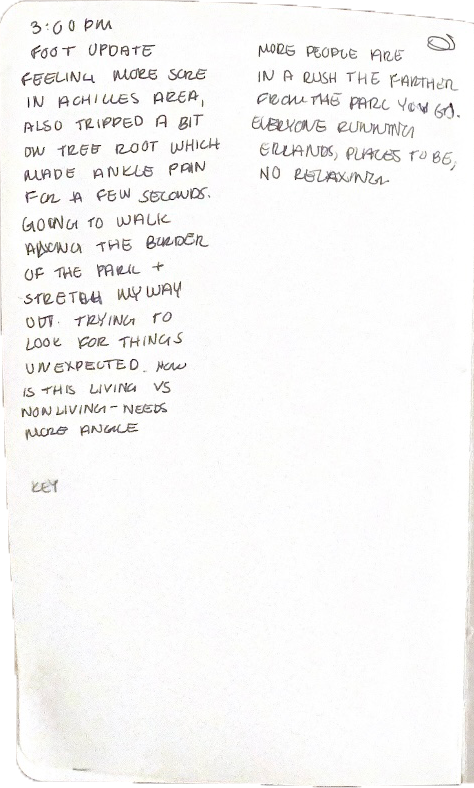 3:00 PM
FOOT UPDATE
FEELING MORE SORE
IN ACHILLES AREA,
ALSO TRIPPED A BIT
ON TREE ROOT WHICH
MADE ANKLE PAIN
FOR A FEW SECONDS.
GOING TO WALK
ALONG THE BORDER
OF THE PARK +
STRETCH MY WAY
OUT. TRYING TO
LOOK FOR THINGS
UNEXPECTED. HOW
IS THIS LIVING VS
NONLIVING - NEEDS
MORE ANGLE
KEY
MORE PEOPLE ARE
IN A RUSH THE FARTHER
FROM THE PARK YOU GO.
EVERYONE RUNNING
ERRANDS, PLACES TO BE,
NO RELAXING